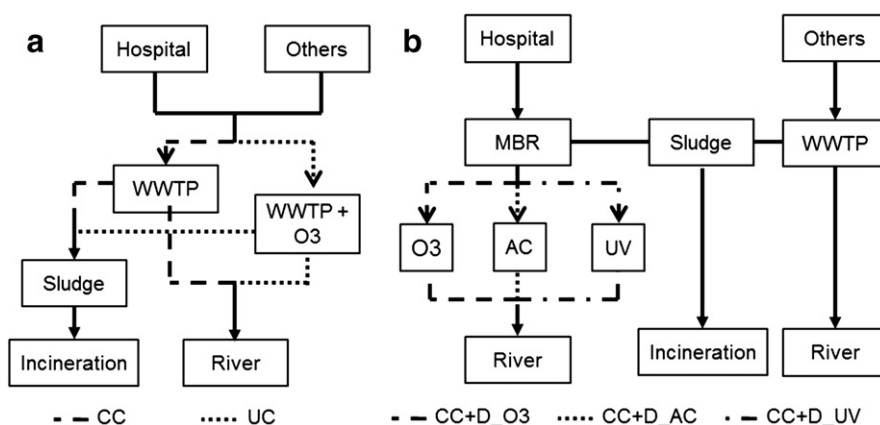 a
Hospital
Others
WWTP
WWTP +
O3
Sludge
Incineration
River
CC
UC
b
Hospital
Others
MBR
Sludge
WWTP
O3
AC
UV
River
Incineration
River
CC+D_O3
CC+D_AC
CC+D_UV